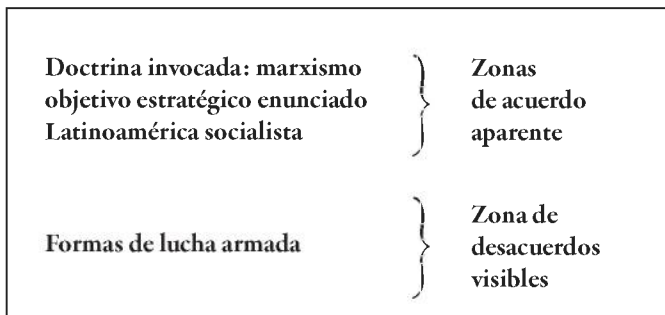 Doctrina invocada: marxismo
objetivo estratégico enunciado
Latinoamérica socialista
Zonas
de acuerdo
aparente
Formas de lucha armada
Zona de
desacuerdos
visibles